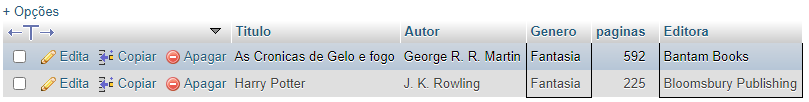 + Opções
←T→ Titulo Autor Genero paginas Editora
Edita Copiar Apagar As Cronicas de Gelo e fogo George R. R. Martin Fantasia 592 Bantam Books
Edita Copiar Apagar Harry Potter J. K. Rowling Fantasia 225 Bloomsbury Publishing